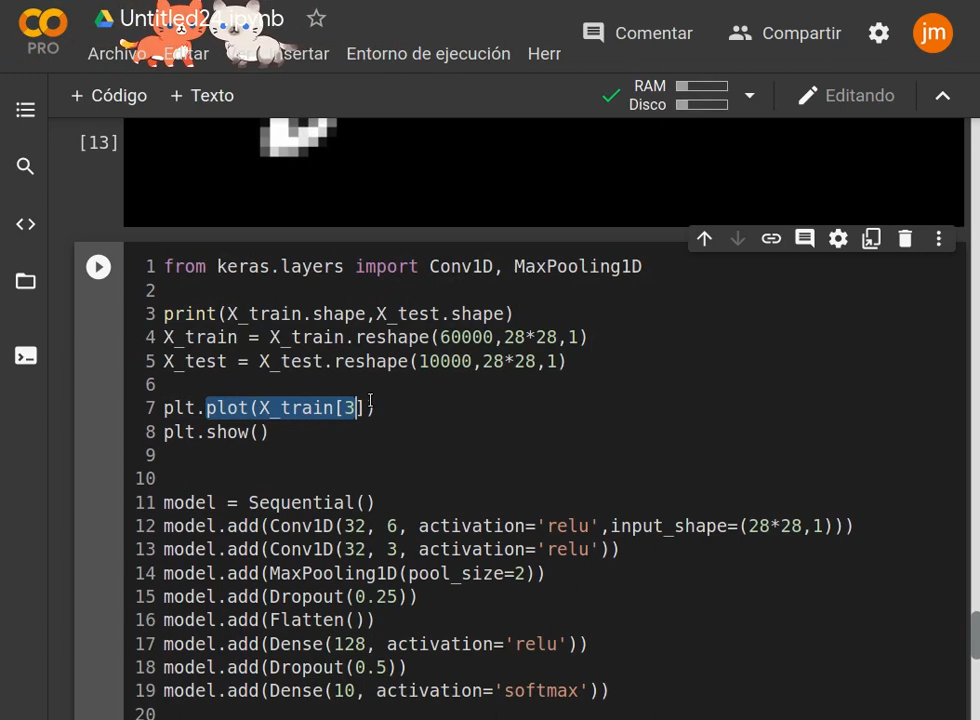 Untitled24.ipynb
PRO
Archivo Editar Insertar Entorno de ejecución Herr
Comentar
Compartir
jm
+ Código + Texto
RAM
Disco
Editando
[13]
1 from keras.layers import Conv1D, MaxPooling1D
2
3 print(X_train.shape,X_test.shape)
4 X_train = X_train.reshape(60000,28*28,1)
5 X_test = X_test.reshape(10000,28*28,1)
6
7 plt.plot(X_train[3])
8 plt.show()
9
10
11 model = Sequential()
12 model.add(Conv1D(32, 6, activation='relu',input_shape=(28*28,1)))
13 model.add(Conv1D(32, 3, activation='relu'))
14 model.add(MaxPooling1D(pool_size=2))
15 model.add(Dropout(0.25))
16 model.add(Flatten())
17 model.add(Dense(128, activation='relu'))
18 model.add(Dropout(0.5))
19 model.add(Dense(10, activation='softmax'))
20